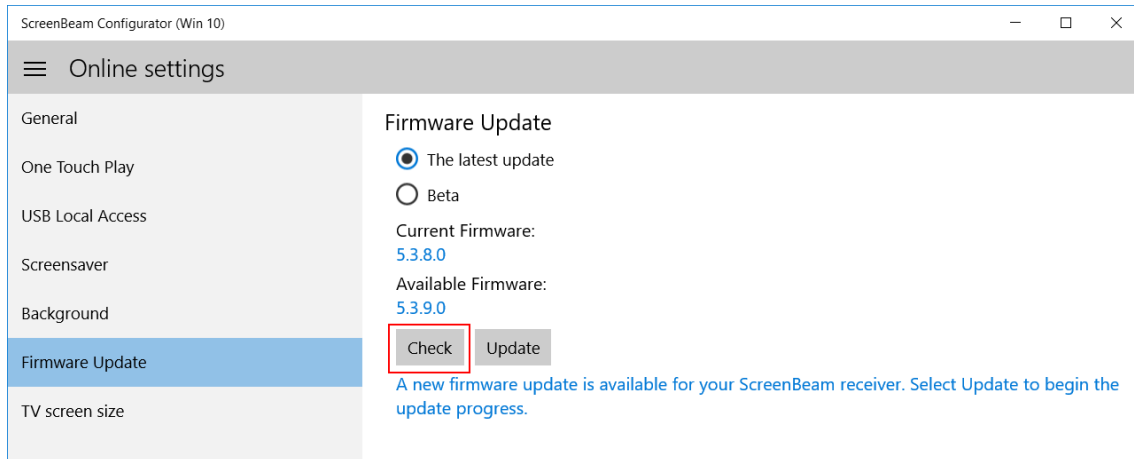 ScreenBeam Configurator (Win 10)
Online settings
General
One Touch Play
USB Local Access
Screensaver
Background
Firmware Update
TV screen size
Firmware Update
The latest update
Beta
Current Firmware:
5.3.8.0
Available Firmware:
5.3.9.0
Check Update
A new firmware update is available for your ScreenBeam receiver. Select Update to begin the
update progress.